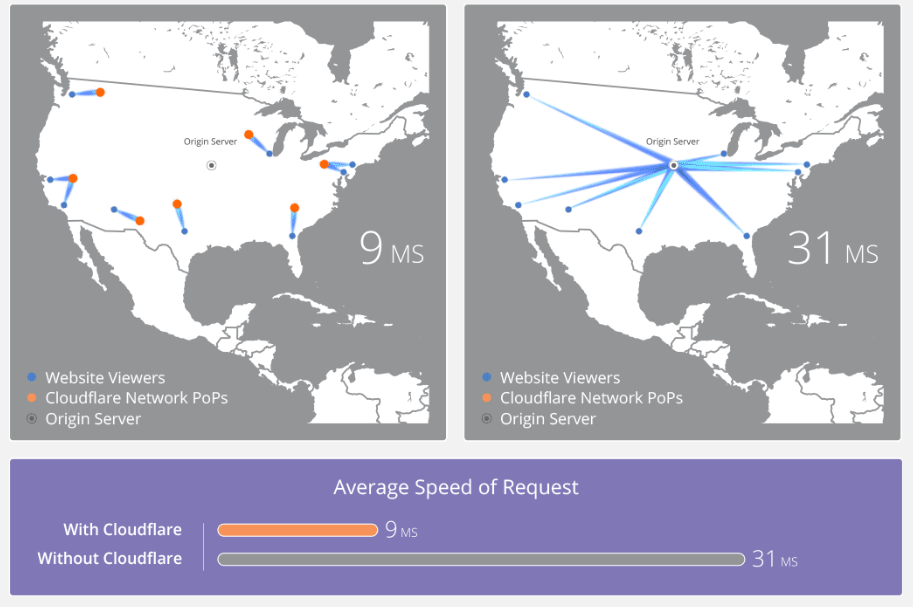 Origin Server
9 MS
Website Viewers
Cloudflare Network PoPs
Origin Server
Origin Server
31 MS
Website Viewers
Cloudflare Network PoPs
Origin Server
Average Speed of Request
With Cloudflare 9 MS
Without Cloudflare 31 MS